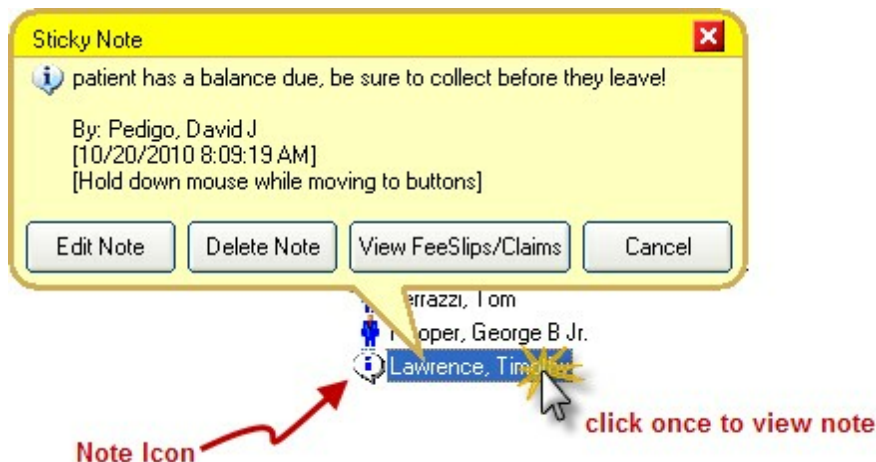 Sticky Note
patient has a balance due, be sure to collect before they leave!
By: Pedigo, David J
[10/20/2010 8:09:19 AM]
[Hold down mouse while moving to buttons]
Edit Note Delete Note View FeeSlips/Claims Cancel
Tom
George B Jr.
Lawrence,
click once to view note
Note Icon